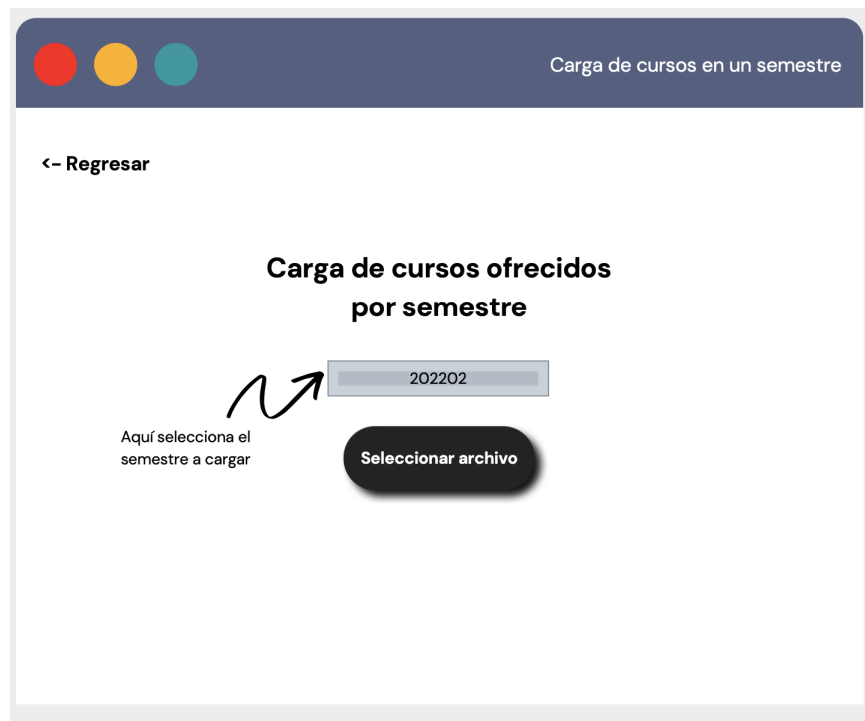 Carga de cursos en un semestre
<- Regresar
Carga de cursos ofrecidos
por semestre
202202
Aquí selecciona el
semestre a cargar
Seleccionar archivo